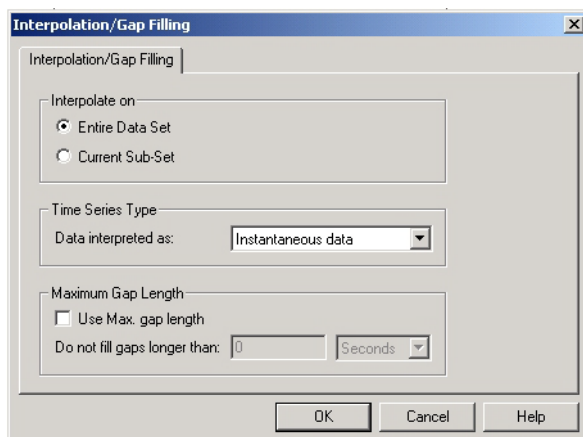 Interpolation/Gap Filling
Interpolation/Gap Filling
Interpolate on
Entire Data Set
Current Sub-Set
Time Series Type
Data interpreted as: Instantaneous data
Maximum Gap Length
Use Max. gap length
Do not fill gaps longer than: 0 Seconds
OK Cancel Help